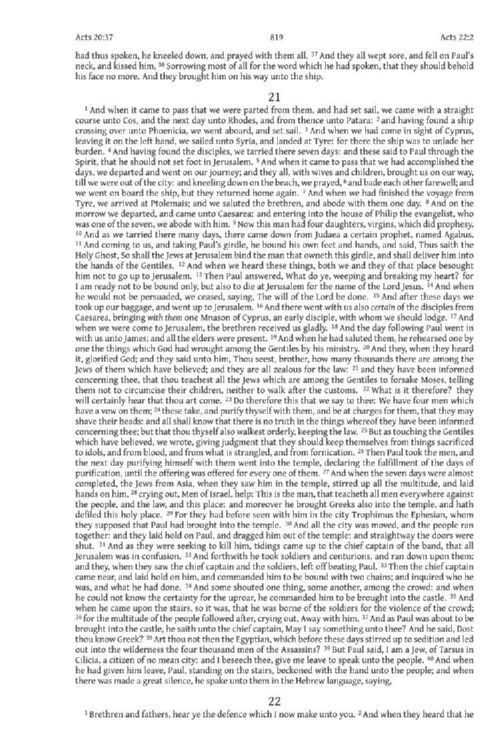 Acts 20:37 819 Acts 22:2
had thus spoken, he kneeled down, and prayed with them all. 37 And they all wept sore, and fell on Paul's
neck, and kissed him, 38 Sorrowing most of all for the word which he had spoken, that they should behold
his face no more. And they brought him on his way unto the ship.
21
1 And when it came to pass that we were parted from them, and had set sail, we came with a straight
course unto Cos, and the next day unto Rhodes, and from thence unto Patara: 2 and having found a ship
crossing over unto Phoenicia, we went aboard, and set sail. 3 And when we had come in sight of Cyprus,
leaving it on the left hand, we sailed unto Syria, and landed at Tyre: for there the ship was to unlade her
burden. 4 And having found the disciples, we tarried there seven days: and these said to Paul through the
Spirit, that he should not set foot in Jerusalem. 5 And when it came to pass that we had accomplished the
days, we departed and went on our journey; and they all, with wives and children, brought us on our way,
till we were out of the city: and kneeling down on the beach, we prayed, 6 and bade each other farewell; and
we went on board the ship, but they returned home again. 7 And when we had finished the voyage from
Tyre, we arrived at Ptolemais; and we saluted the brethren, and abode with them one day. 8 And on the
morrow we departed, and came unto Caesarea: and entering into the house of Philip the evangelist, who
was one of the seven, we abode with him. 9 Now this man had four daughters, virgins, which did prophesy.
10 And as we tarried there many days, there came down from Judaea a certain prophet, named Agabus.
11 And coming to us, and taking Paul's girdle, he bound his own feet and hands, and said, Thus saith the
Holy Ghost, So shall the Jews at Jerusalem bind the man that owneth this girdle, and shall deliver him into
the hands of the Gentiles. 12 And when we heard these things, both we and they of that place besought
him not to go up to Jerusalem. 13 Then Paul answered, What do ye, weeping and breaking my heart? for
I am ready not to be bound only, but also to die at Jerusalem for the name of the Lord Jesus. 14 And when
he would not be persuaded, we ceased, saying, The will of the Lord be done. 15 And after these days we
took up our baggage, and went up to Jerusalem. 16 And there went with us also certain of the disciples from
Caesarea, bringing with them one Mnason of Cyprus, an early disciple, with whom we should lodge. 17 And
when we were come to Jerusalem, the brethren received us gladly. 18 And the day following Paul went in
with us unto James; and all the elders were present. 19 And when he had saluted them, he rehearsed one by
one the things which God had wrought among the Gentiles by his ministry. 20 And they, when they heard
it, glorified God; and they said unto him, Thou seest, brother, how many thousands there are among the
Jews of them which have believed; and they are all zealous for the law: 21 and they have been informed
concerning thee, that thou teachest all the Jews which are among the Gentiles to forsake Moses, telling
them not to circumcise their children, neither to walk after the customs. 22 What is it therefore? they
will certainly hear that thou art come. 23 Do therefore this that we say to thee: We have four men which
have a vow on them; 24 these take, and purify thyself with them, and be at charges for them, that they may
shave their heads: and all shall know that there is no truth in the things whereof they have been informed
concerning thee; but that thou thyself also walkest orderly, keeping the law. 25 But as touching the Gentiles
which have believed, we wrote, giving judgment that they should keep themselves from things sacrificed
to idols, and from blood, and from what is strangled, and from fornication. 26 Then Paul took the men, and
the next day purifying himself with them went into the temple, declaring the fulfillment of the days of
purification, until the offering was offered for every one of them. 27 And when the seven days were almost
completed, the Jews from Asia, when they saw him in the temple, stirred up all the multitude, and laid
hands on him, 28 crying out, Men of Israel, help: This is the man, that teacheth all men everywhere against
the people, and the law, and this place: and moreover he brought Greeks also into the temple, and hath
defiled this holy place. 29 For they had before seen with him in the city Trophimus the Ephesian, whom
they supposed that Paul had brought into the temple. 30 And all the city was moved, and the people ran
together: and they laid hold on Paul, and dragged him out of the temple: and straightway the doors were
shut. 31 And as they were seeking to kill him, tidings came up to the chief captain of the band, that all
Jerusalem was in confusion. 32 And forthwith he took soldiers and centurions, and ran down upon them:
and they, when they saw the chief captain and the soldiers, left off beating Paul. 33 Then the chief captain
came near, and laid hold on him, and commanded him to be bound with two chains; and inquired who he
was, and what he had done. 34 And some shouted one thing, some another, among the crowd: and when
he could not know the certainty for the uproar, he commanded him to be brought into the castle. 35 And
when he came upon the stairs, so it was, that he was borne of the soldiers for the violence of the crowd;
36 for the multitude of the people followed after, crying out, Away with him. 37 And as Paul was about to be
brought into the castle, he saith unto the chief captain, May I say something unto thee? And he said, Dost
thou know Greek? 38 Art thou not then the Egyptian, which before these days stirred up to sedition and led
out into the wilderness the four thousand men of the Assassins? 39 But Paul said, I am a Jew, of Tarsus in
Cilicia, a citizen of no mean city: and I beseech thee, give me leave to speak unto the people. 40 And when
he had given him leave, Paul, standing on the stairs, beckoned with the hand unto the people; and when
there was made a great silence, he spake unto them in the Hebrew language, saying,
22
1 Brethren and fathers, hear ye the defence which I now make unto you. 2 And when they heard that he